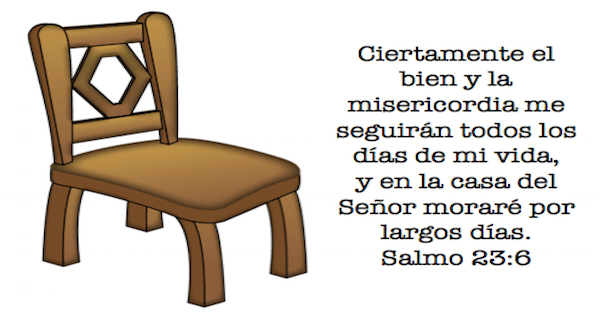 Ciertamente el
bien y la
misericordia me
seguirán todos los
días de mi vida,
y en la casa del
Señor moraré por
largos días.
Salmo 23:6